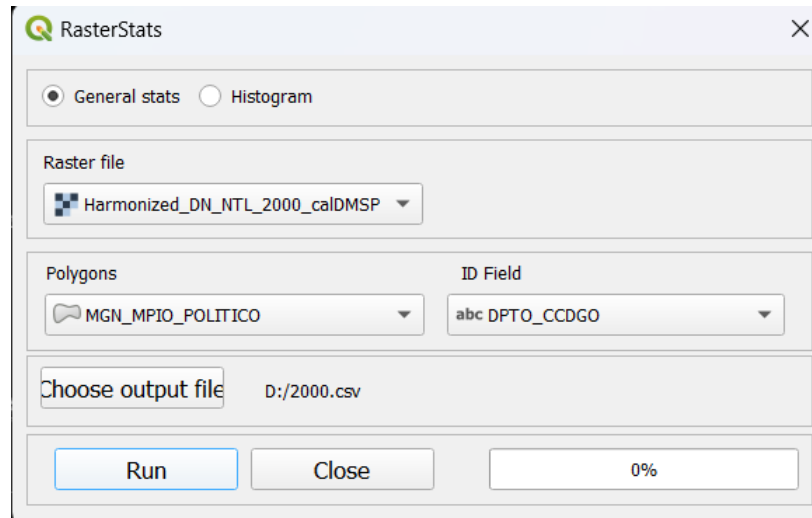 RasterStats
General stats Histogram
Raster file
Harmonized_DN_NTL_2000_calDMSP
Polygons ID Field
MGN_MPIO_POLITICO abc DPTO_CCDGO
Choose output file D:/2000.csv
Run Close 0%